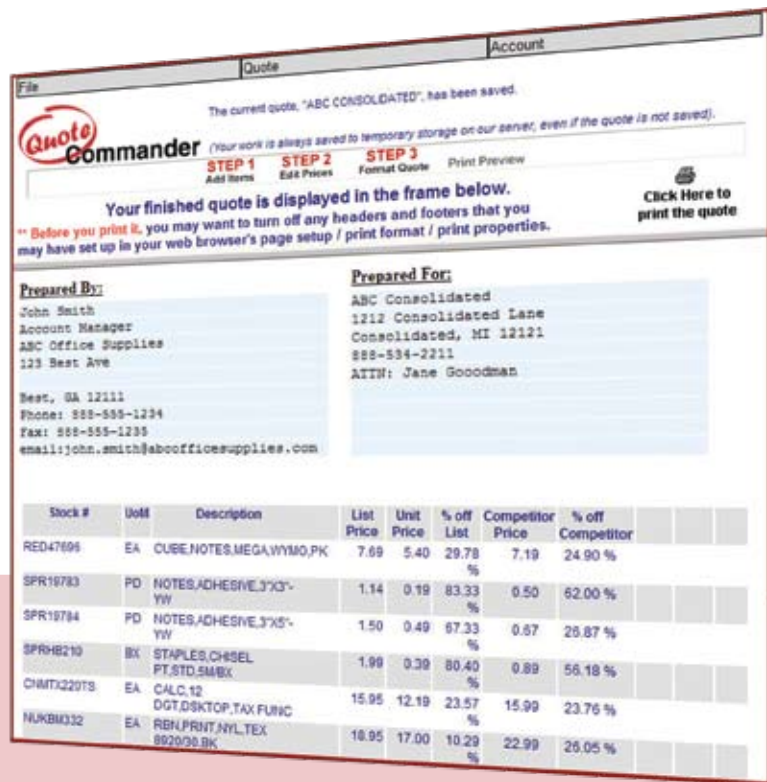 File Quote Account
The current quote, "ABC CONSOLIDATED", has been saved.
Quote
Commander
(Your work is always saved to temporary storage on our server, even if the quote is not saved).
STEP 1 STEP 2 STEP 3 Print Preview
Add Items Edit Prices Format Quote
Your finished quote is displayed in the frame below.
** Before you print it, you may want to turn off any headers and footers that you
may have set up in your web browser's page setup / print format / print properties.
Click Here to
print the quote
Prepared By:
John Smith
Account Manager
ABC Office Supplies
123 Best Ave
Best, GA 12111
Phone: 888-555-1234
Fax: 888-555-1235
email:john.smith@abcofficesupplies.com
Prepared For:
ABC Consolidated
1212 Consolidated Lane
Consolidated, MI 12121
888-534-2211
ATTN: Jane Gooodman
Stock # UoM Description List Unit % off Competitor % off
Price Price List Price Competitor
RED47696 EA CUBE,NOTES,MEGA,WYMO,PK 7.69 5.40 29.78 7.19 24.90 %
%
SPR19783 PD NOTES,ADHESIVE,3"X3"- 1.14 0.19 83.33 0.50 62.00 %
YW %
SPR19784 PD NOTES,ADHESIVE,3"X5"- 1.50 0.49 67.33 0.67 26.87 %
YW %
SPRHB210 BX STAPLES,CHISEL 1.99 0.39 80.40 0.89 56.18 %
PT,STD,5M/BX %
CNMTX220TS EA CALC,12 15.95 12.19 23.57 15.99 23.76 %
DGT,DSKTOP,TAX FUNC %
NUKBM332 EA RBN,PRNT,NYL,TEX 18.95 17.00 10.29 22.99 26.05 %
8920/30,BK %